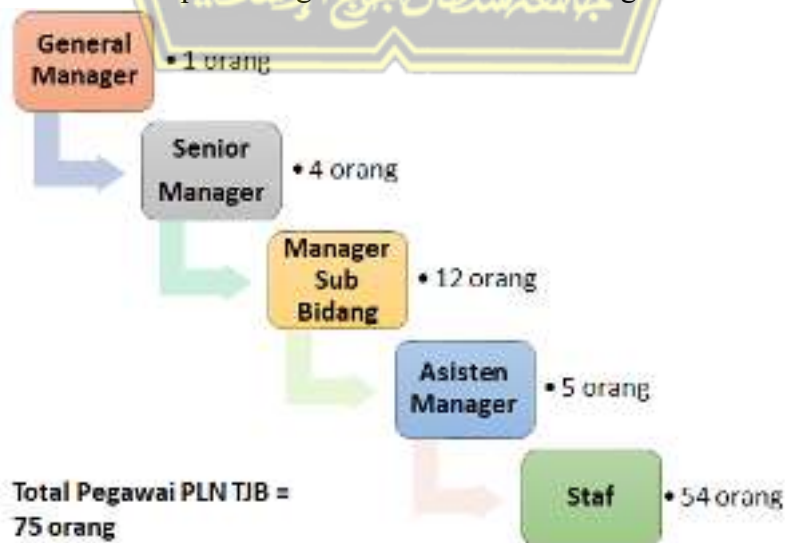 General
Manager
• 1 orang
Senior
Manager
• 4 orang
Manager
Sub
Bidang
• 12 orang
Asisten
Manager
• 5 orang
Staf
• 54 orang
Total Pegawai PLN TJB =
75 orang